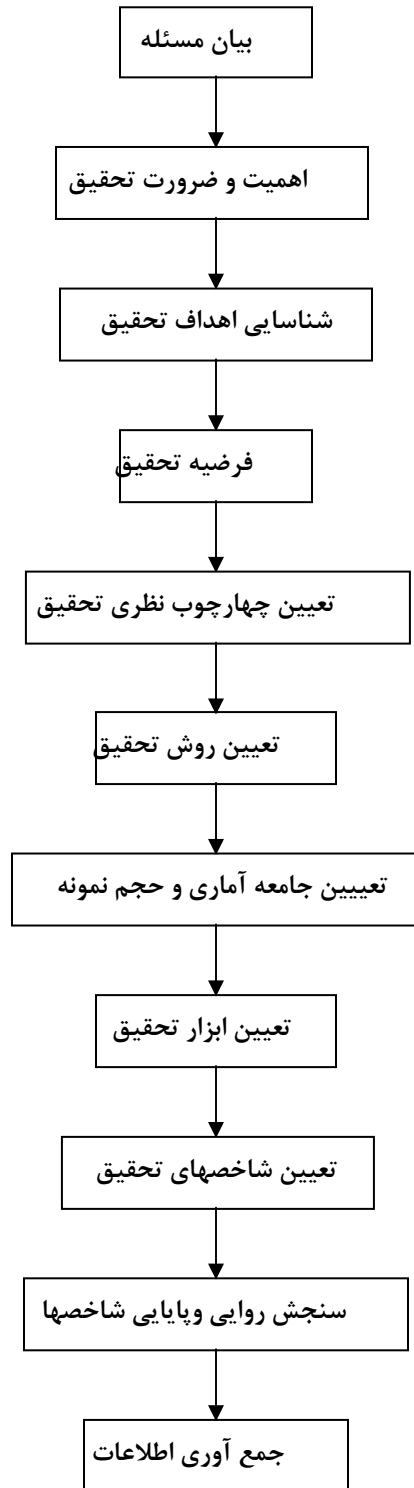 بیان مسئله
اهمیت و ضرورت تحقیق
شناسایی اهداف تحقیق
فرضیه تحقیق
تعیین چهارچوب نظری تحقیق
تعیین روش تحقیق
تعییین جامعه آماری و حجم نمونه
تعیین ابزار تحقیق
تعیین شاخصهای تحقیق
سنجش روایی وپایایی شاخصها
جمع آوری اطلاعات